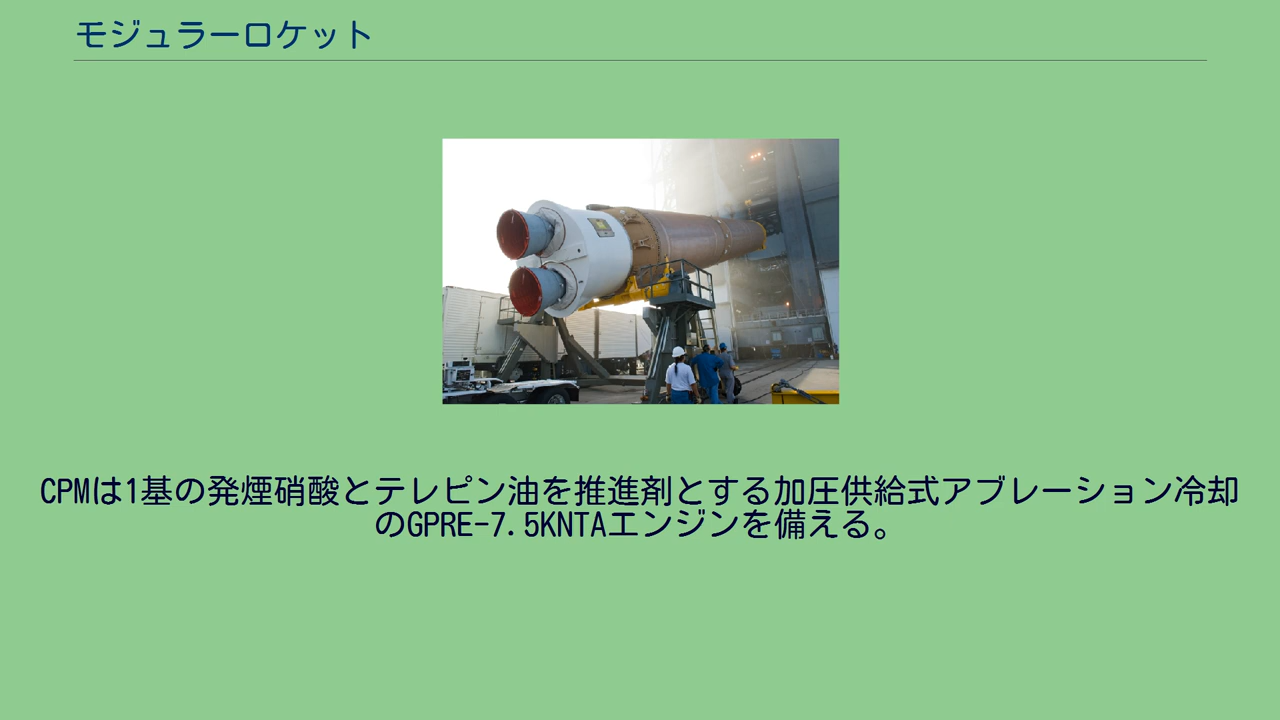 モジュラーロケット
CPMは1基の発煙硝酸とテレピン油を推進剤とする加圧供給式アブレーション冷却
のGPRE-7.5KNTAエンジンを備える。